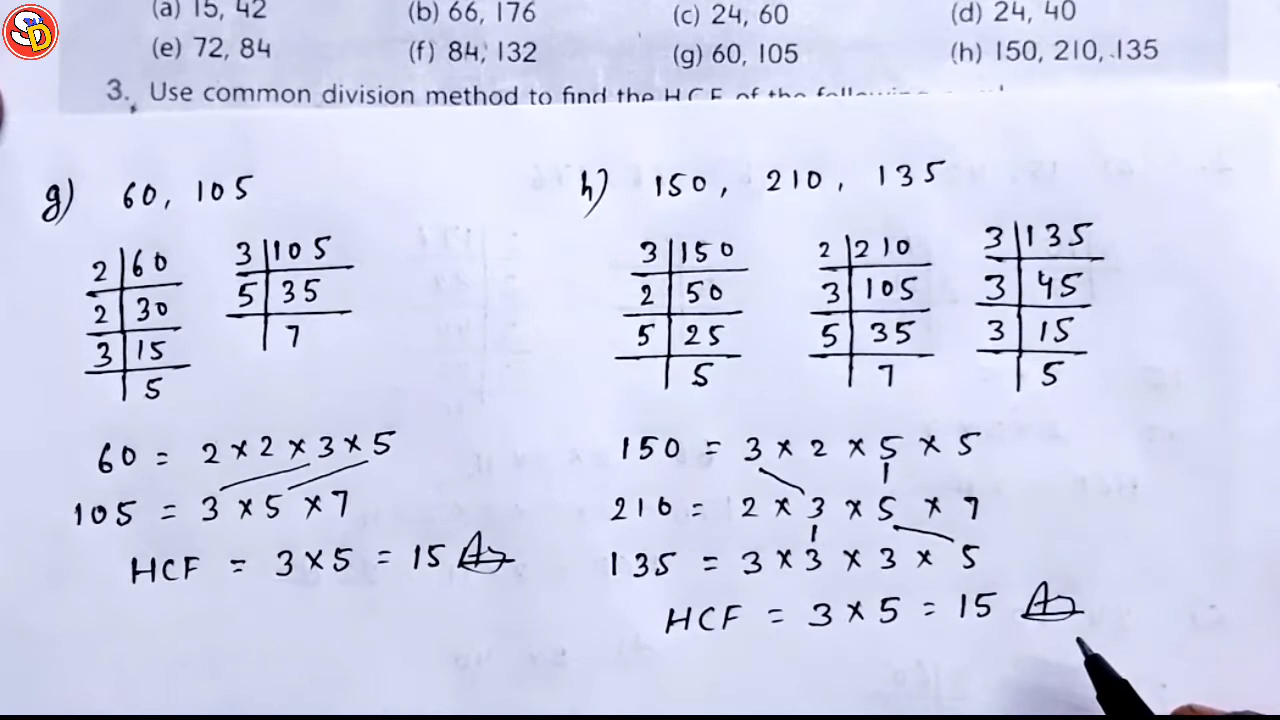 SD
(a) 15, 42 (b) 66, 176 (c) 24, 60 (d) 24, 40
(e) 72, 84 (f) 84, 132 (g) 60, 105 (h) 150, 210, 135
3. Use common division method to find the H.C.F. of the following
g) 60, 105
2 | 60
2 | 30
3 | 15
5
3 | 105
5 | 35
7
60 = 2 × 2 × 3 × 5
105 = 3 × 5 × 7
HCF = 3 × 5 = 15
h) 150, 210, 135
3 | 150
2 | 50
5 | 25
5
2 | 210
3 | 105
5 | 35
7
3 | 135
3 | 45
3 | 15
5
150 = 3 × 2 × 5 × 5
210 = 2 × 3 × 5 × 7
135 = 3 × 3 × 3 × 5
HCF = 3 × 5 = 15